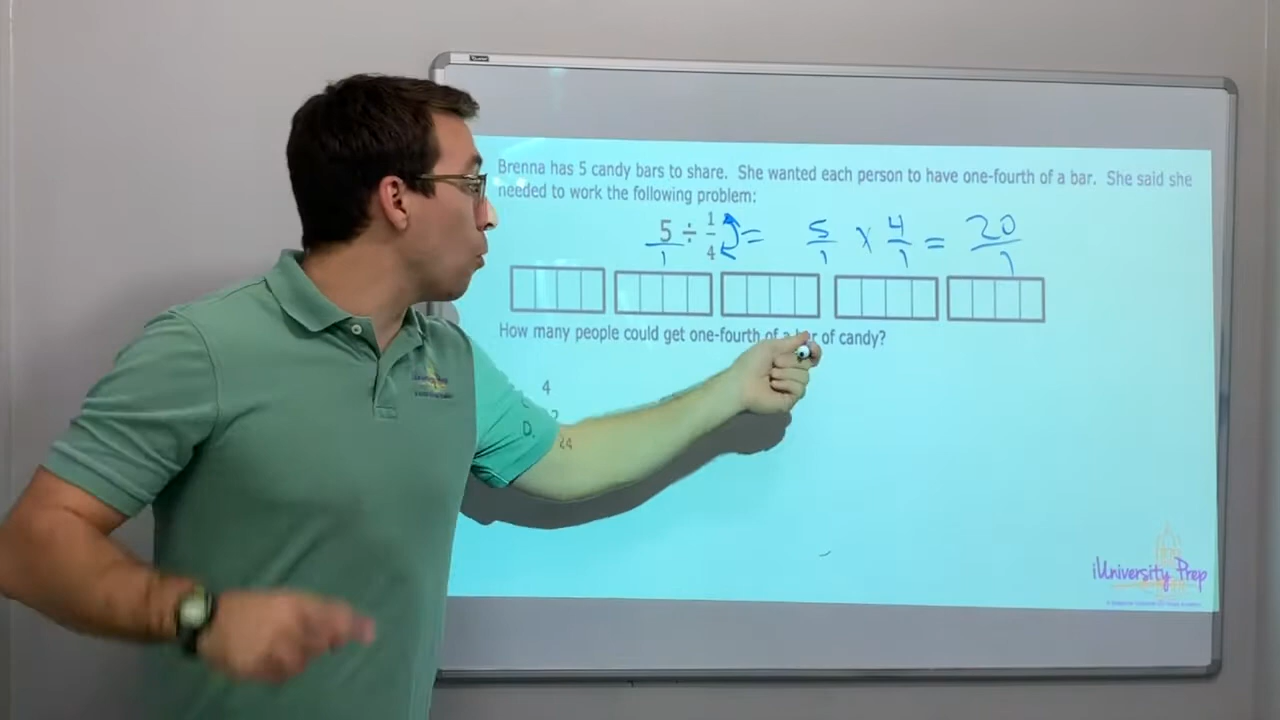 Brenna has 5 candy bars to share. She wanted each person to have one-fourth of a bar. She said she
needed to work the following problem:
5/1 ÷ 1/4 = 5/1 x 4/1 = 20/1
How many people could get one-fourth of a bar of candy?
4
D. 24
iUniversity Prep